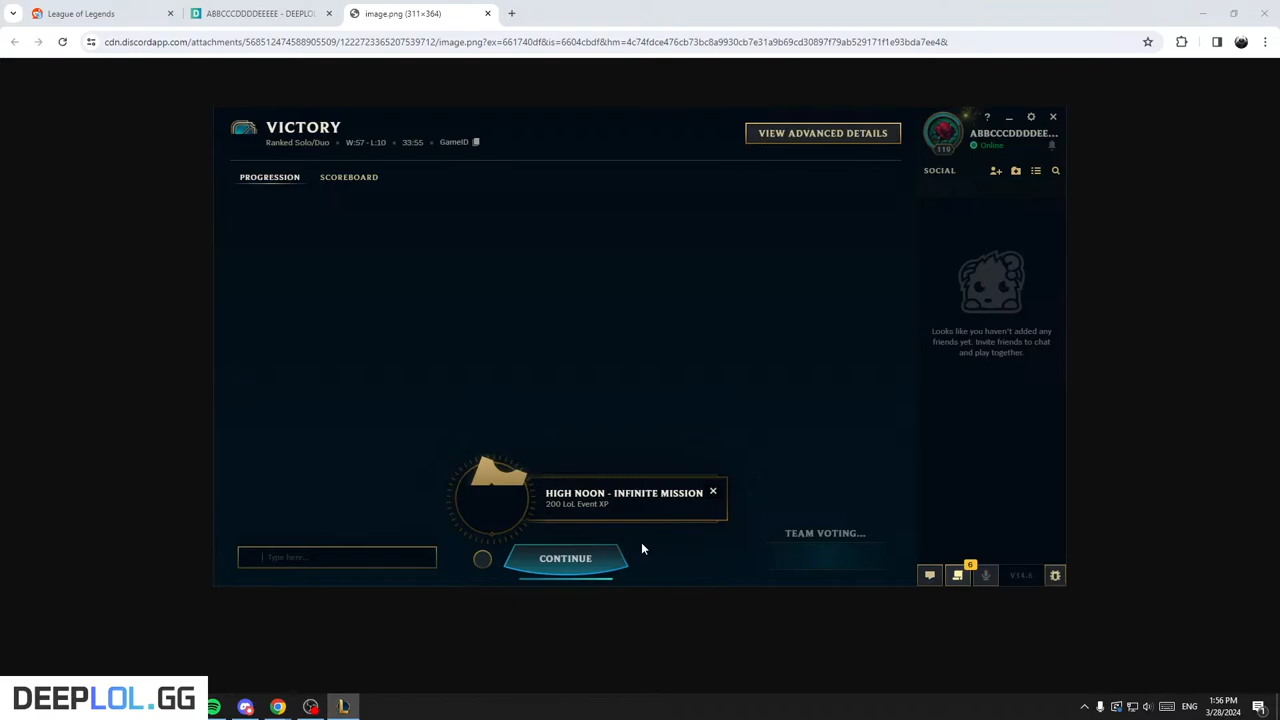 League of Legends
ABBCCCDDDDEEEEE - DEEPLOL
image.png (311×364)
cdn.discordapp.com/attachments/568512474588905509/1222723365207539712/image.png?ex=661740df&is=6604cbdf&hm=4c74fdce476cb73bc8a9930cb7e31a9b69cd30897f79ab529171f1e93bda7ee4&
VICTORY
Ranked Solo/Duo • W:57 - L:10 • 33:55 • GameID
VIEW ADVANCED DETAILS
?
110
ABBCCCDDDDEE...
Online
PROGRESSION
SCOREBOARD
SOCIAL
Looks like you haven't added any
friends yet. Invite friends to chat
and play together.
HIGH NOON - INFINITE MISSION
200 LoL Event XP
TEAM VOTING...
Type here...
CONTINUE
6
V14.6
DEEPLOL.GG
ENG
1:56 PM
3/28/2024
1